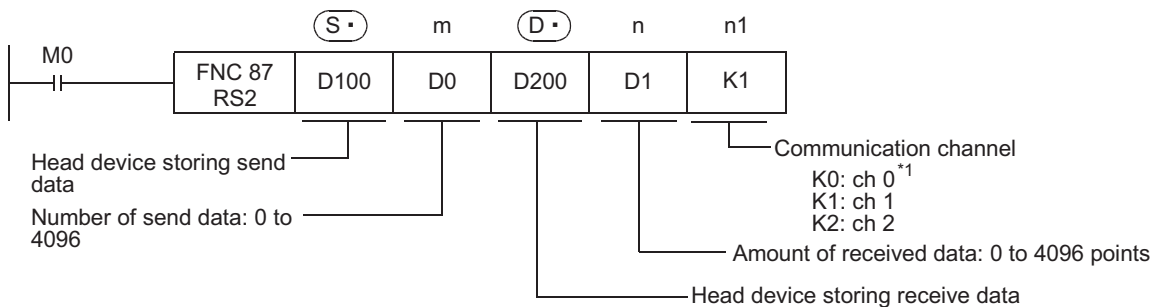 S· m D· n n1
M0
FNC 87
RS2
D100 D0 D200 D1 K1
Head device storing send
data
Communication channel
K0: ch 0*1
K1: ch 1
K2: ch 2
Number of send data: 0 to
4096
Amount of received data: 0 to 4096 points
Head device storing receive data